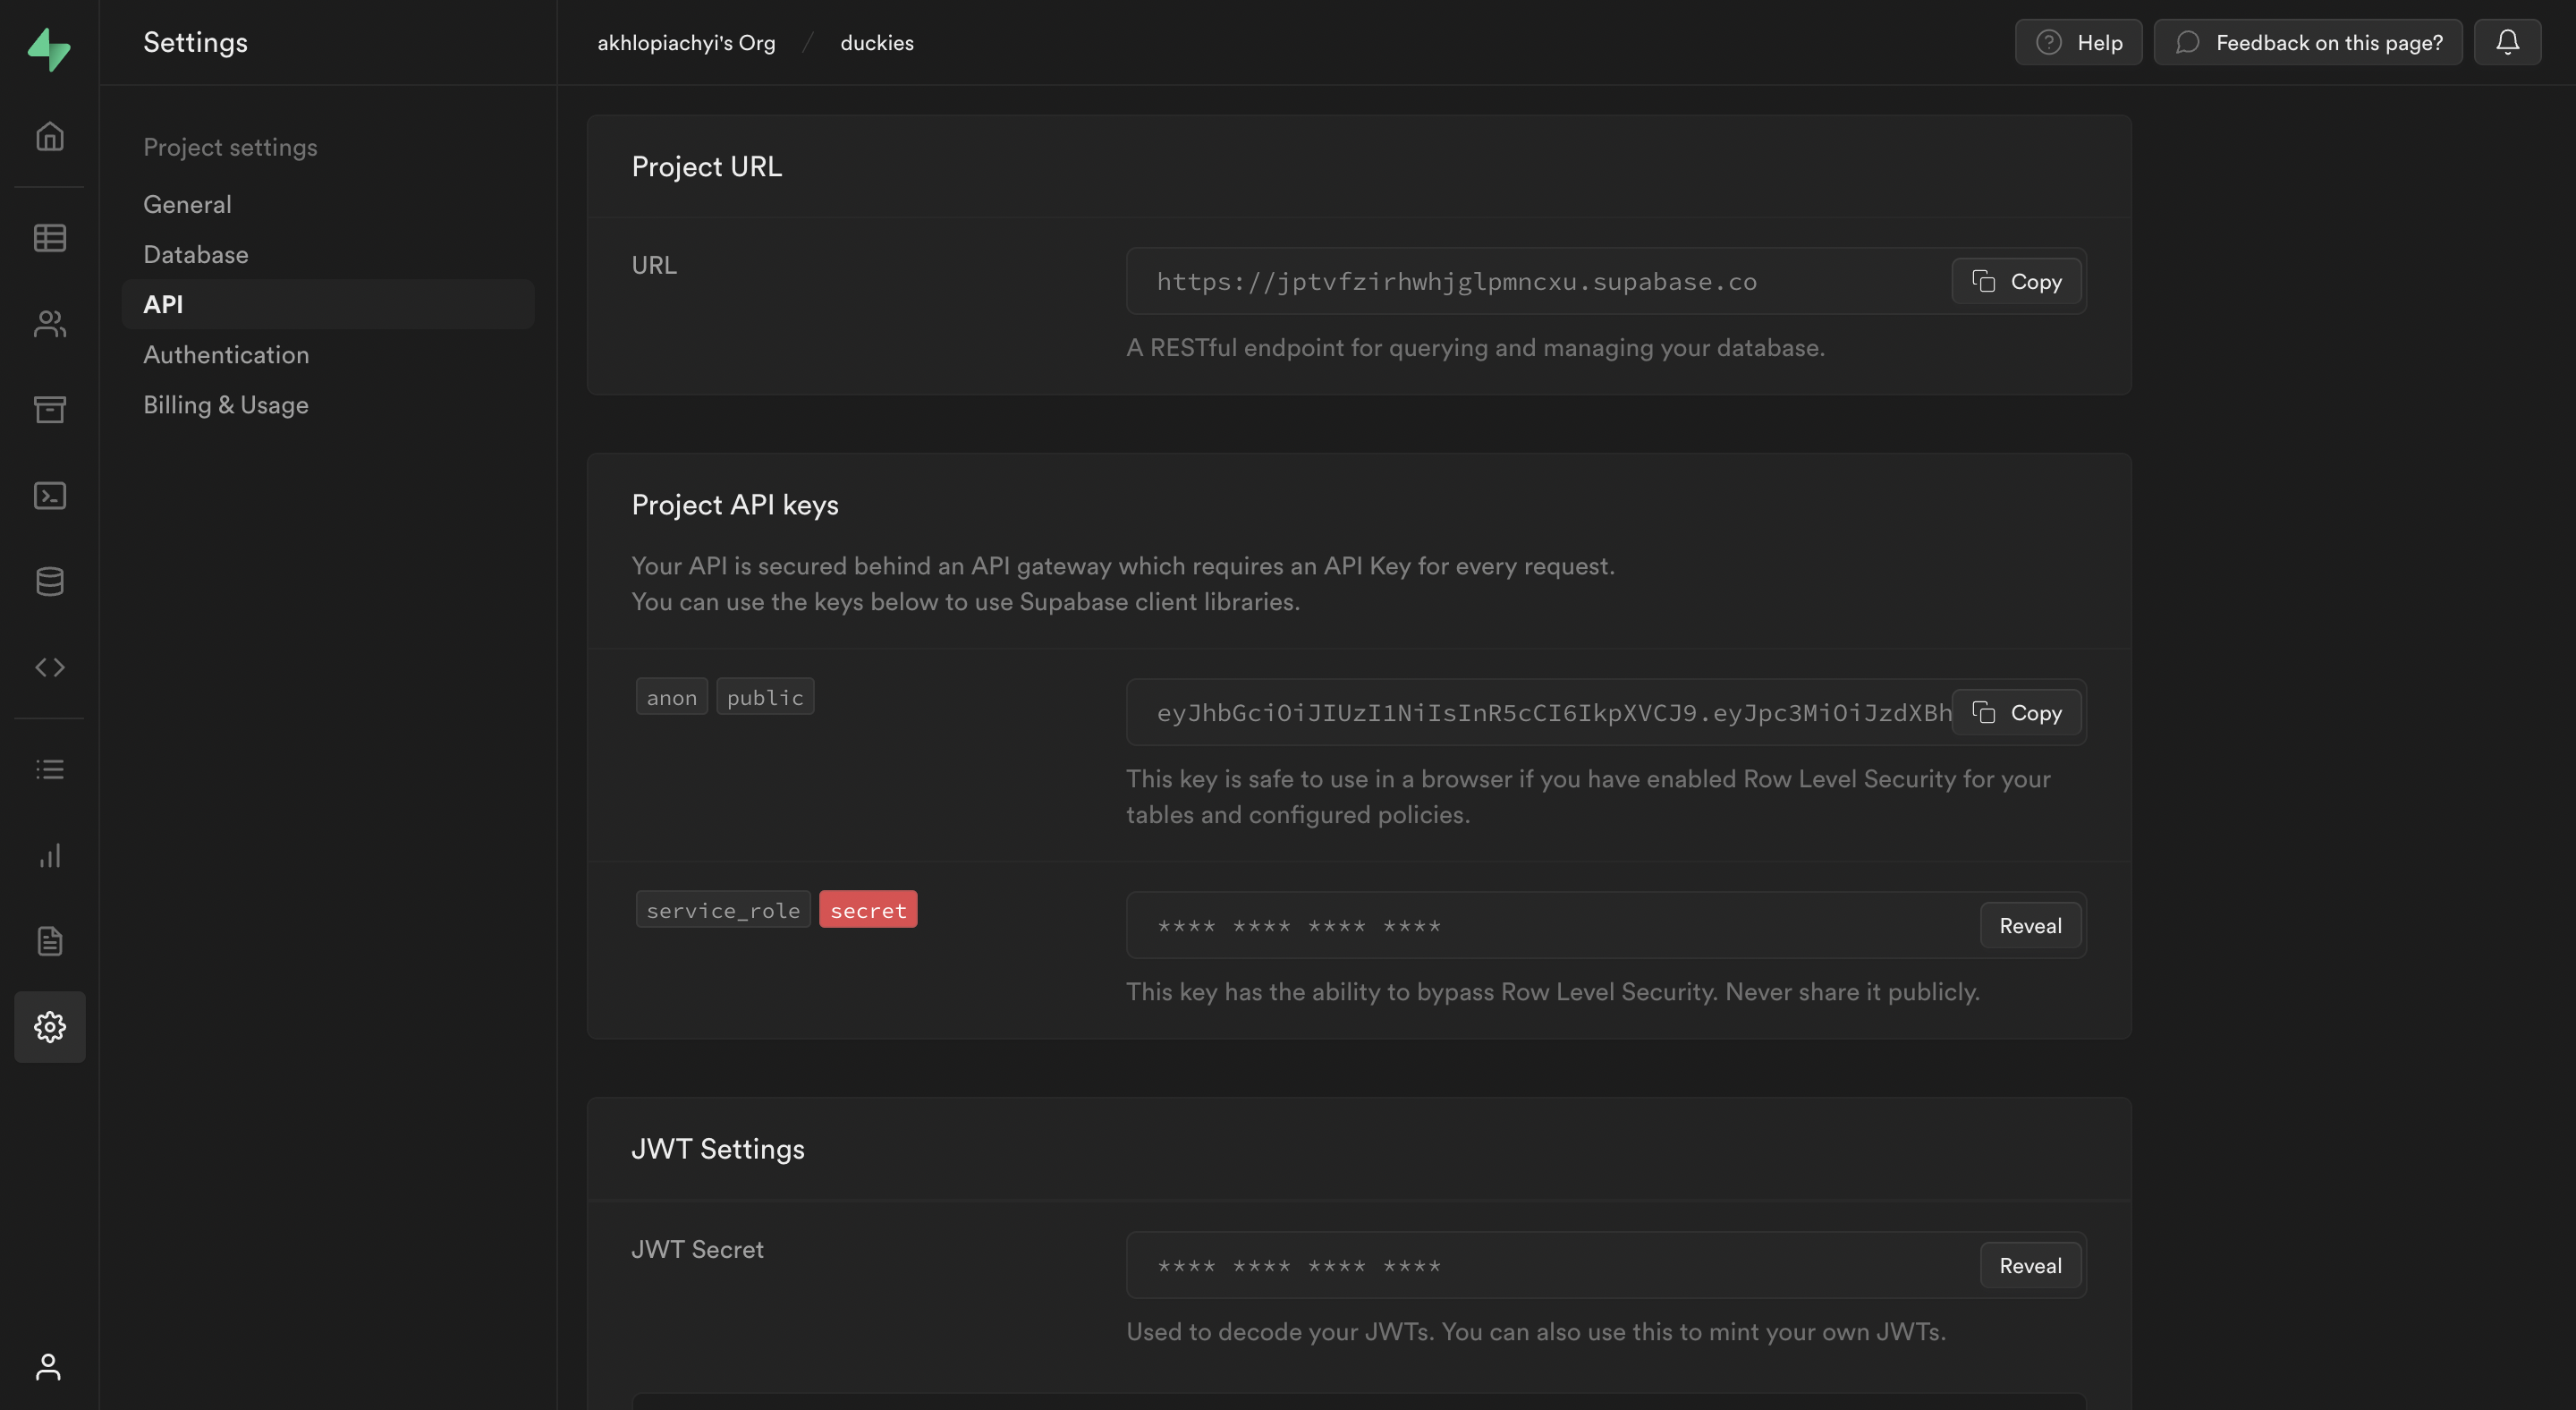 Settings
akhlopiachyi's Org / duckies
Help
Feedback on this page?
Project settings
General
Database
API
Authentication
Billing & Usage
Project URL
URL
https://jptvfzirhwhjglpmncxu.supabase.co
Copy
A RESTful endpoint for querying and managing your database.
Project API keys
Your API is secured behind an API gateway which requires an API Key for every request.
You can use the keys below to use Supabase client libraries.
anon public
eyJhbGciOiJIUzI1NiIsInR5cCI6IkpXVCJ9.eyJpc3MiOiJzdXBh
Copy
This key is safe to use in a browser if you have enabled Row Level Security for your
tables and configured policies.
service_role secret
**** **** **** ****
Reveal
This key has the ability to bypass Row Level Security. Never share it publicly.
JWT Settings
JWT Secret
**** **** **** ****
Reveal
Used to decode your JWTs. You can also use this to mint your own JWTs.